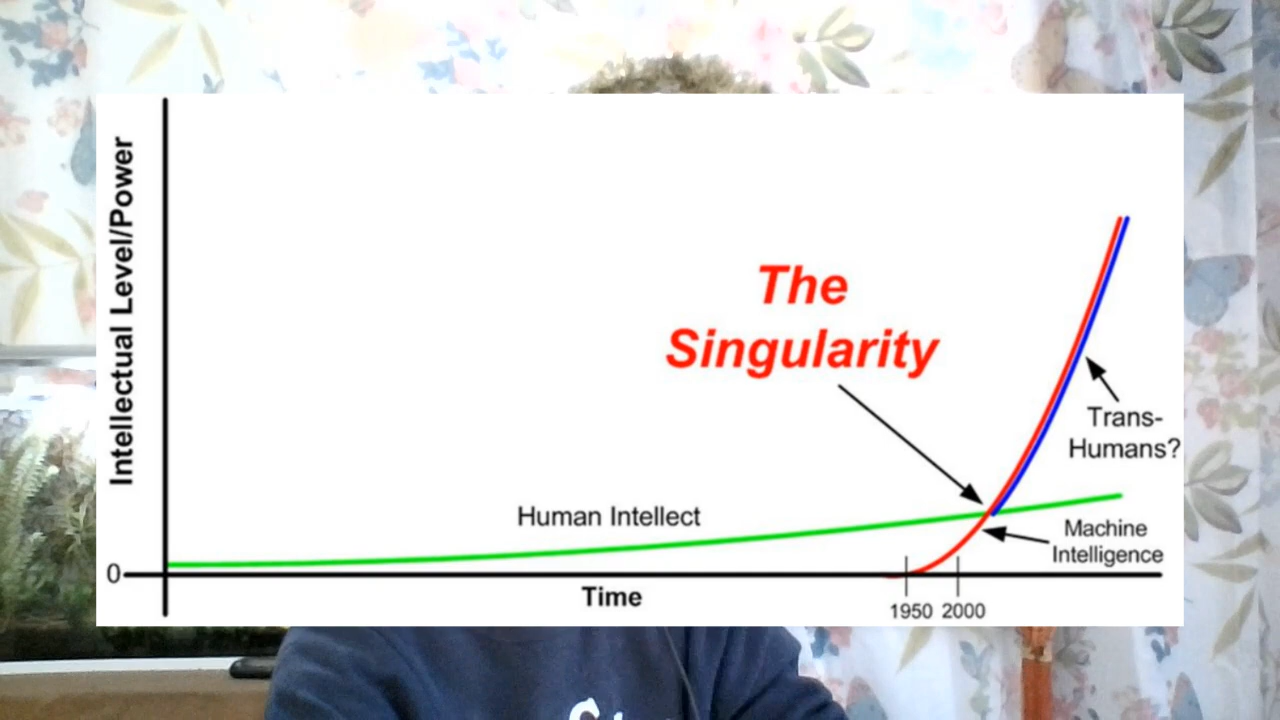 Intellectual Level/Power
The
Singularity
Trans-
Humans?
Human Intellect
Machine
Intelligence
0
Time
1950 2000